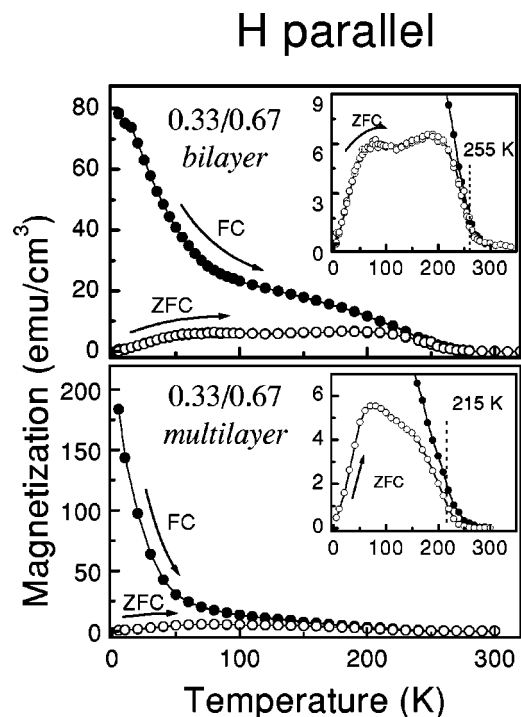 H parallel
Magnetization (emu/cm³)
80
60
40
20
0
0.33/0.67
bilayer
FC
ZFC
9
6
3
0
ZFC
255 K
0 100 200 300
200
150
100
50
0
0.33/0.67
multilayer
FC
ZFC
6
4
2
0
215 K
ZFC
0 100 200 300
0 100 200 300
Temperature (K)